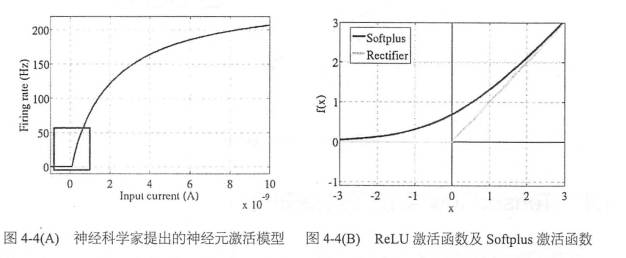 200
150
100
50
0
Firing rate (Hz)
0 2 4 6 8 10
Input current (A)
x 10⁻⁹
3
2
1
0
-1
f(x)
Softplus
Rectifier
-3 -2 -1 0 1 2 3
x
图 4-4(A) 神经科学家提出的神经元激活模型
图 4-4(B) ReLU 激活函数及 Softplus 激活函数